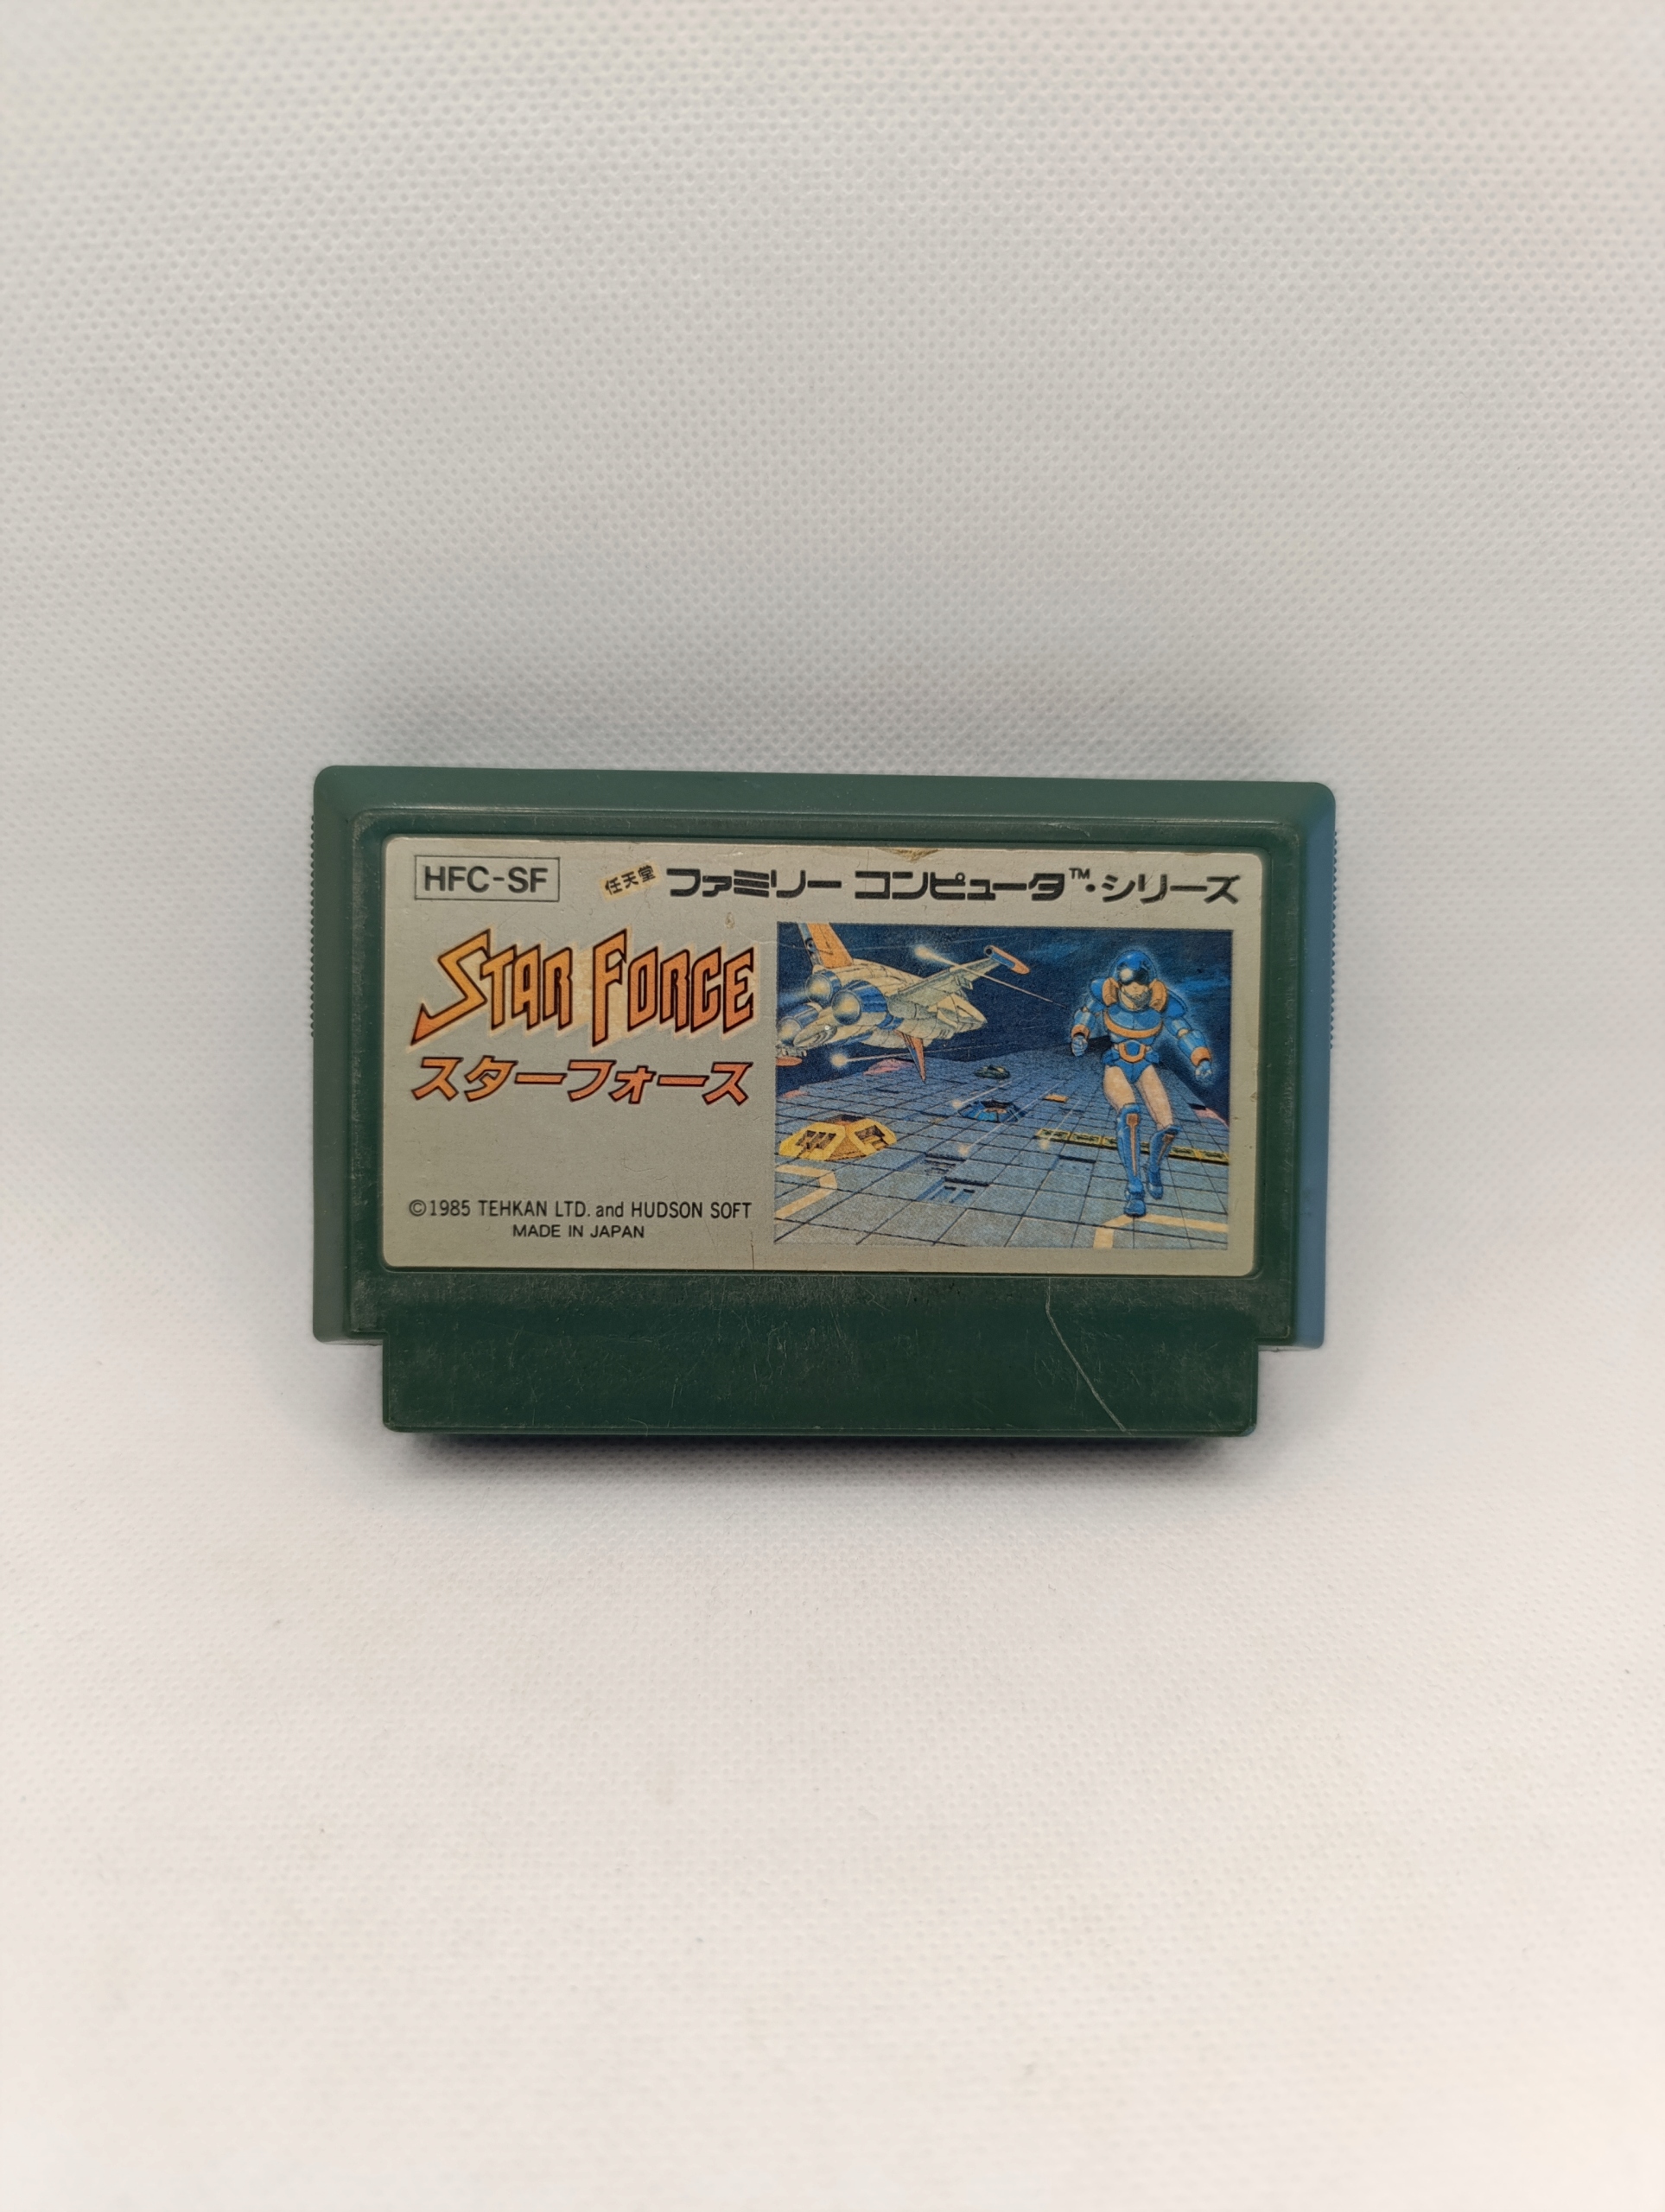 HFC-SF
任天堂 ファミリー コンピュータ™・シリーズ
STAR FORCE
スターフォース
©1985 TEHKAN LTD. and HUDSON SOFT
MADE IN JAPAN